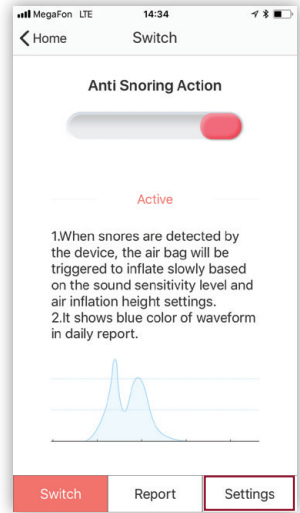 MegaFon LTE 14:34
Home Switch
Anti Snoring Action
Active
1.When snores are detected by
the device, the air bag will be
triggered to inflate slowly based
on the sound sensitivity level and
air inflation height settings.
2.It shows blue color of waveform
in daily report.
Switch Report Settings